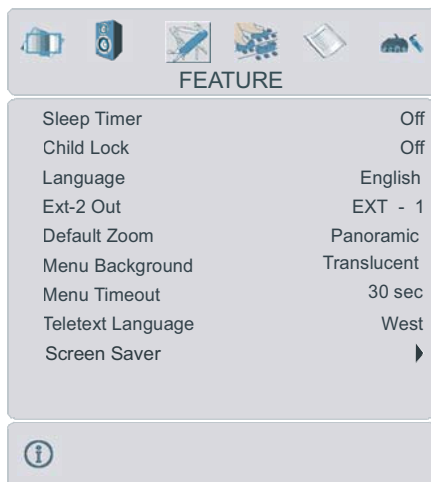 FEATURE
Sleep Timer Off
Child Lock Off
Language English
Ext-2 Out EXT - 1
Default Zoom Panoramic
Menu Background Translucent
Menu Timeout 30 sec
Teletext Language West
Screen Saver